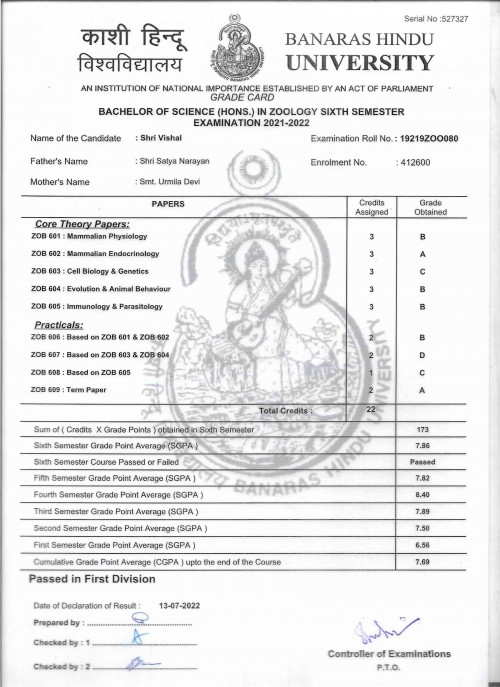 Serial No :527327
काशी हिन्दू
विश्वविद्यालय
BANARAS HINDU
UNIVERSITY
AN INSTITUTION OF NATIONAL IMPORTANCE ESTABLISHED BY AN ACT OF PARLIAMENT
GRADE CARD
BACHELOR OF SCIENCE (HONS.) IN ZOOLOGY SIXTH SEMESTER
EXAMINATION 2021-2022
Name of the Candidate : Shri Vishal Examination Roll No. : 19219ZOO080
Father's Name : Shri Satya Narayan Enrolment No. : 412600
Mother's Name : Smt. Urmila Devi
PAPERS Credits Assigned Grade Obtained
Core Theory Papers:
ZOB 601 : Mammalian Physiology 3 B
ZOB 602 : Mammalian Endocrinology 3 A
ZOB 603 : Cell Biology & Genetics 3 C
ZOB 604 : Evolution & Animal Behaviour 3 B
ZOB 605 : Immunology & Parasitology 3 B
Practicals:
ZOB 606 : Based on ZOB 601 & ZOB 602 2 B
ZOB 607 : Based on ZOB 603 & ZOB 604 2 D
ZOB 608 : Based on ZOB 605 1 C
ZOB 609 : Term Paper 2 A
Total Credits : 22
Sum of ( Credits X Grade Points ) obtained in Sixth Semester 173
Sixth Semester Grade Point Average (SGPA ) 7.86
Sixth Semester Course Passed or Failed Passed
Fifth Semester Grade Point Average (SGPA ) 7.82
Fourth Semester Grade Point Average (SGPA ) 8.40
Third Semester Grade Point Average (SGPA ) 7.89
Second Semester Grade Point Average (SGPA ) 7.50
First Semester Grade Point Average (SGPA ) 6.56
Cumulative Grade Point Average (CGPA ) upto the end of the Course 7.69
BANARAS HINDU UNIVERSITY
Passed in First Division
Date of Declaration of Result : 13-07-2022
Prepared by :
Checked by : 1
Checked by : 2
Controller of Examinations
P.T.O.